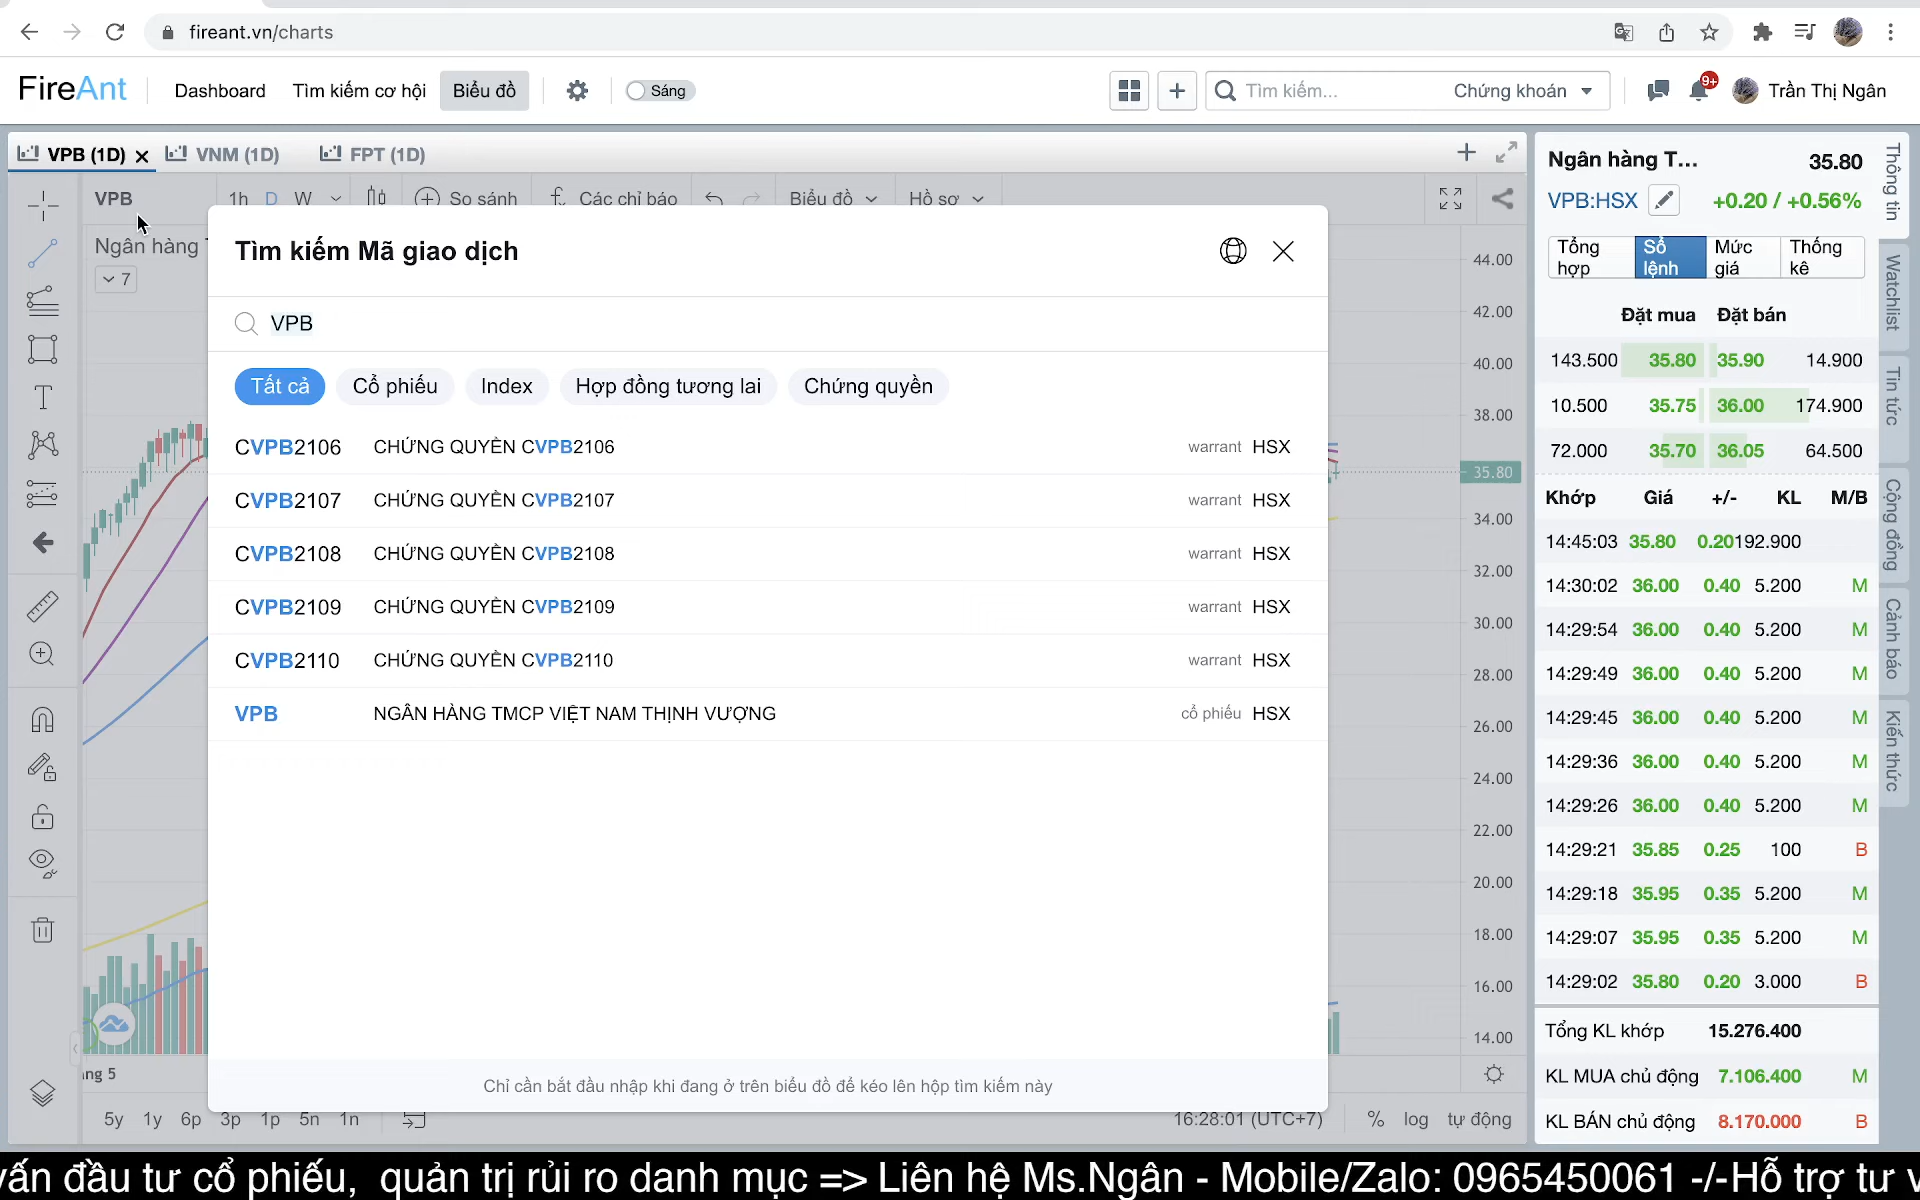 fireant.vn/charts
FireAnt Dashboard Tìm kiếm cơ hội Biểu đồ Sáng Tìm kiếm... Chứng khoán 9+ Trần Thị Ngân
VPB (1D) VNM (1D) FPT (1D)
VPB 1h D W So sánh Các chỉ báo Biểu đồ Hồ sơ
Ngân hàng
7
Tìm kiếm Mã giao dịch
VPB
Tất cả Cổ phiếu Index Hợp đồng tương lai Chứng quyền
CVPB2106 CHỨNG QUYỀN CVPB2106 warrant HSX
CVPB2107 CHỨNG QUYỀN CVPB2107 warrant HSX
CVPB2108 CHỨNG QUYỀN CVPB2108 warrant HSX
CVPB2109 CHỨNG QUYỀN CVPB2109 warrant HSX
CVPB2110 CHỨNG QUYỀN CVPB2110 warrant HSX
VPB NGÂN HÀNG TMCP VIỆT NAM THỊNH VƯỢNG cổ phiếu HSX
Chỉ cần bắt đầu nhập khi đang ở trên biểu đồ để kéo lên hộp tìm kiếm này
44.00
42.00
40.00
38.00
35.80
34.00
32.00
30.00
28.00
26.00
24.00
22.00
20.00
18.00
16.00
14.00
ng 5
5y 1y 6p 3p 1p 5n 1n 16:28:01 (UTC+7) % log tự động
Ngân hàng T... 35.80
VPB:HSX +0.20 / +0.56%
Tổng hợp Sổ lệnh Mức giá Thống kê
Đặt mua Đặt bán
143.500 35.80 35.90 14.900
10.500 35.75 36.00 174.900
72.000 35.70 36.05 64.500
Khớp Giá +/- KL M/B
14:45:03 35.80 0.20 192.900
14:30:02 36.00 0.40 5.200 M
14:29:54 36.00 0.40 5.200 M
14:29:49 36.00 0.40 5.200 M
14:29:45 36.00 0.40 5.200 M
14:29:36 36.00 0.40 5.200 M
14:29:26 36.00 0.40 5.200 M
14:29:21 35.85 0.25 100 B
14:29:18 35.95 0.35 5.200 M
14:29:07 35.95 0.35 5.200 M
14:29:02 35.80 0.20 3.000 B
Tổng KL khớp 15.276.400
KL MUA chủ động 7.106.400 M
KL BÁN chủ động 8.170.000 B
Thông tin
Watchlist
Tin tức
Cộng đồng
Cảnh báo
Kiến thức
vấn đầu tư cổ phiếu, quản trị rủi ro danh mục => Liên hệ Ms.Ngân - Mobile/Zalo: 0965450061 -/-Hỗ trợ tư v